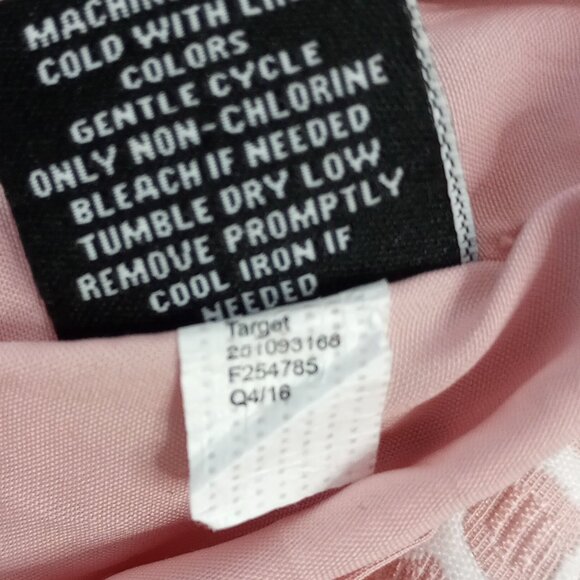 MACHINE
COLD WITH LIKE
COLORS
GENTLE CYCLE
ONLY NON-CHLORINE
BLEACH IF NEEDED
TUMBLE DRY LOW
REMOVE PROMPTLY
COOL IRON IF
NEEDED
Target
251093168
F254785
Q4/16